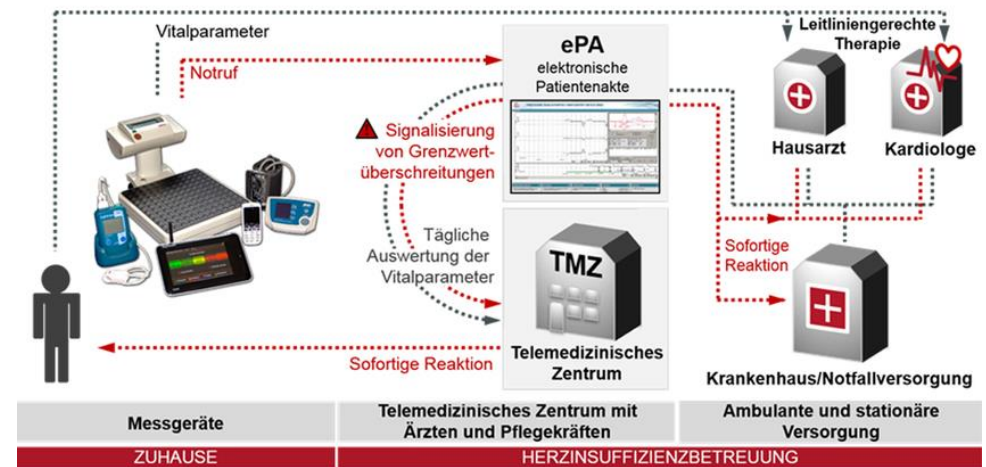 Vitalparameter
Notruf
ePA
elektronische
Patientenakte
Leitliniengerechte
Therapie
Signalisierung
von Grenzwert-
überschreitungen
Hausarzt
Kardiologe
Tägliche
Auswertung der
Vitalparameter
TMZ
Telemedizinisches
Zentrum
Sofortige
Reaktion
Sofortige Reaktion
Krankenhaus/Notfallversorgung
Messgeräte
Telemedizinisches Zentrum mit
Ärzten und Pflegekräften
Ambulante und stationäre
Versorgung
ZUHAUSE
HERZINSUFFIZIENZBETREUUNG